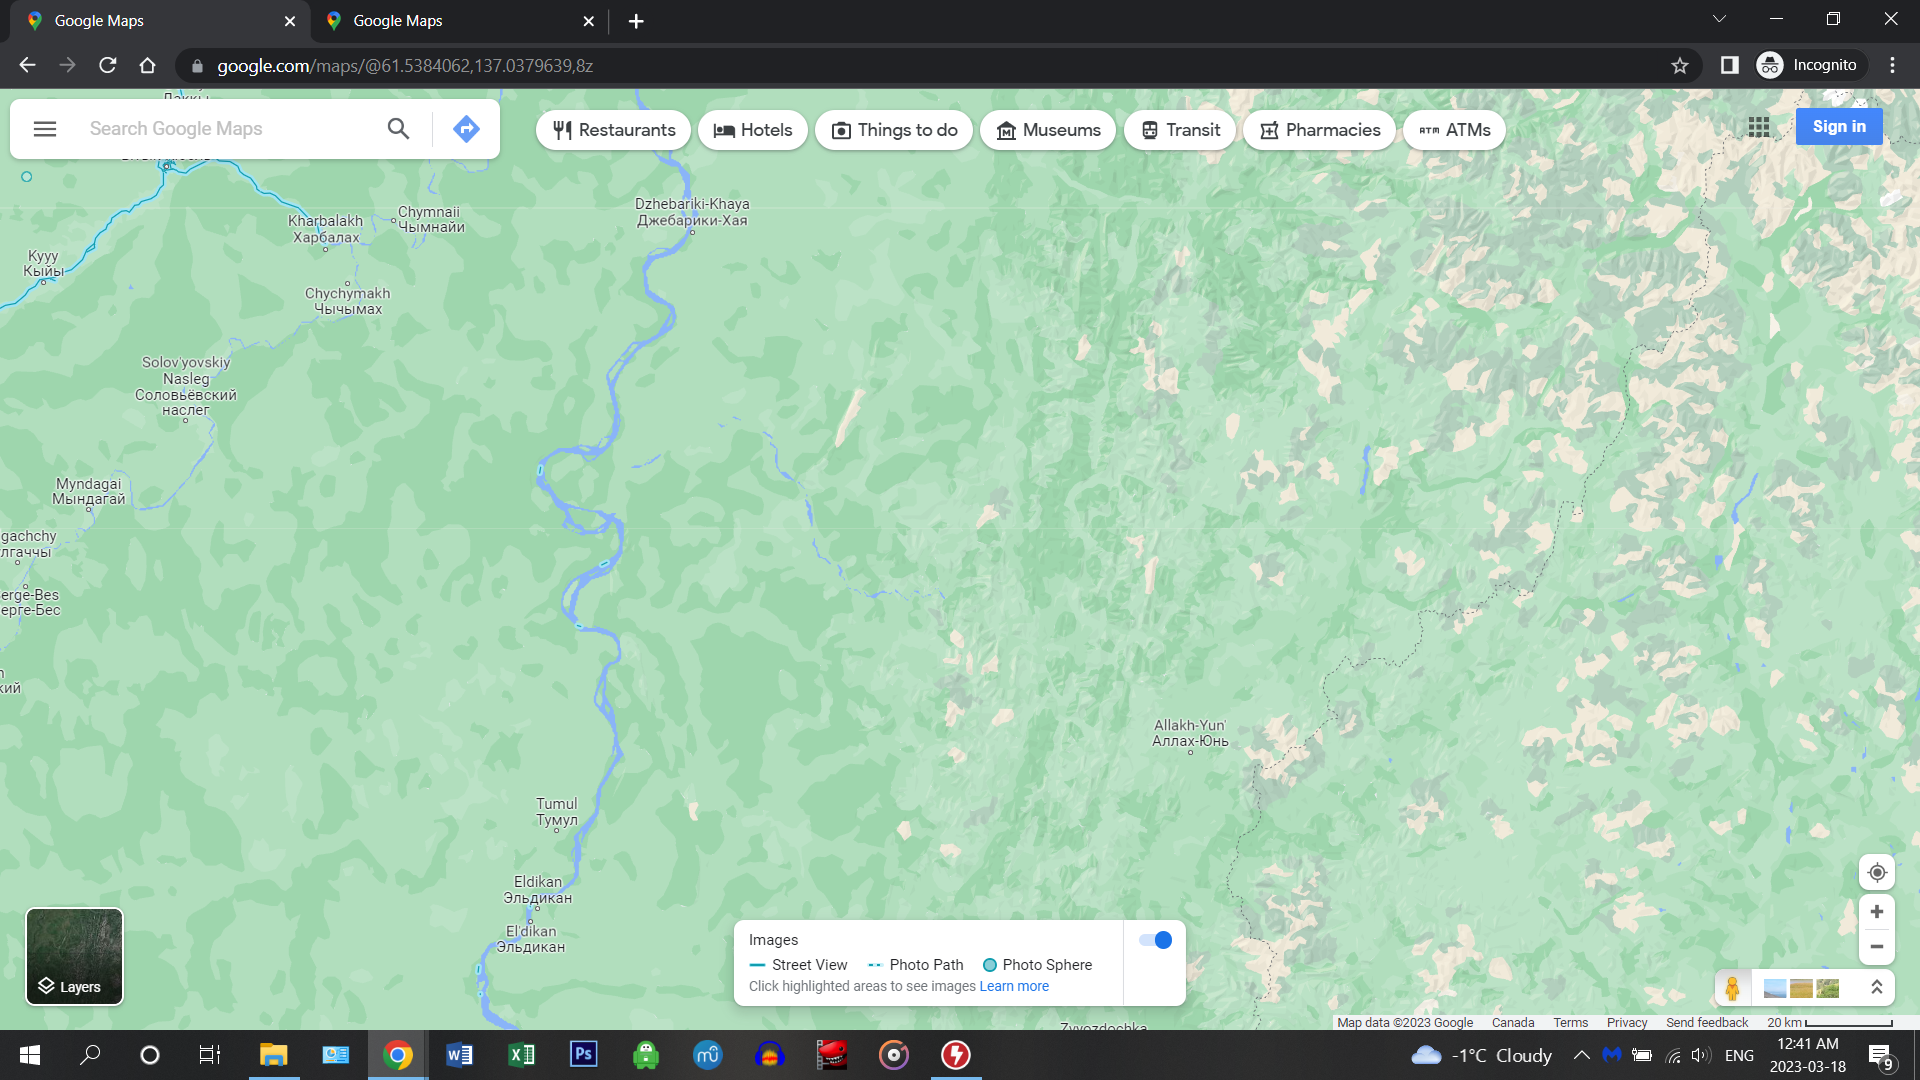 Google Maps
Google Maps
google.com/maps/@61.5384062,137.0379639,8z
Incognito
Search Google Maps
Restaurants
Hotels
Things to do
Museums
Transit
Pharmacies
ATMs
Sign in
Dzhebariki-Khaya
Джебарики-Хая
Kharbalakh
Харбалах
Chymnaii
Чымнайи
Kyyy
Кыйы
Chychymakh
Чычымах
Solov'yovskiy
Nasleg
Соловьёвский
наслег
Myndagai
Мындагай
gachchy
лгаччы
erge-Bes
ерге-Бес
кий
Allakh-Yun'
Аллах-Юнь
Tumul
Тумул
Eldikan
Эльдикан
El'dikan
Эльдикан
Layers
Images
Street View
Photo Path
Photo Sphere
Click highlighted areas to see images Learn more
Map data ©2023 Google
Canada
Terms
Privacy
Send feedback
20 km
-1°C Cloudy
ENG
12:41 AM
2023-03-18
9